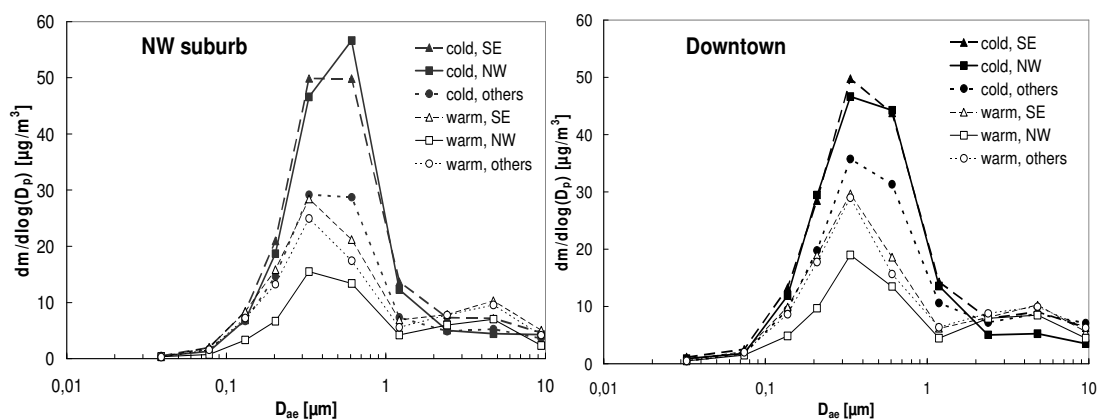 NW suburb
cold, SE
cold, NW
cold, others
warm, SE
warm, NW
warm, others
dm/dlog(Dp) [µg/m³]
60
50
40
30
20
10
0
0,01
0,1
1
10
Dae [µm]
Downtown
cold, SE
cold, NW
cold, others
warm, SE
warm, NW
warm, others
dm/dlog(Dp) [µg/m³]
60
50
40
30
20
10
0
0,01
0,1
1
10
Dae [µm]